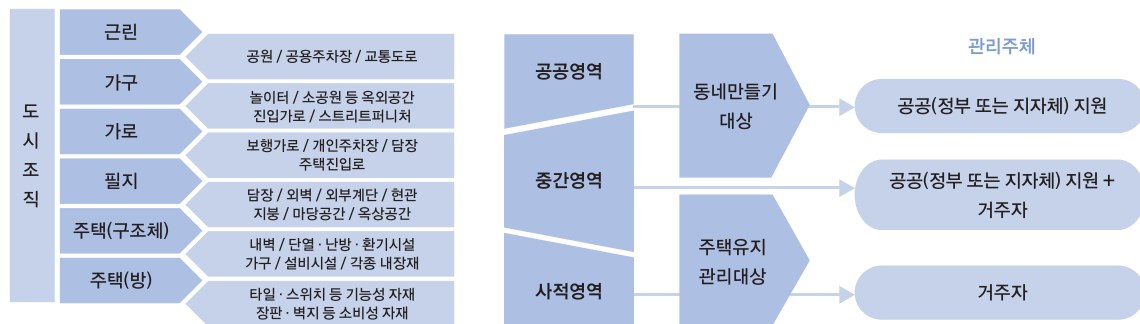 도
시
조
직
근린
가구
가로
필지
주택(구조체)
주택(방)
공원 / 공용주차장 / 교통도로
놀이터 / 소공원 등 옥외공간
진입가로 / 스트리트퍼니처
보행가로 / 개인주차장 / 담장
주택진입로
담장 / 외벽 / 외부계단 / 현관
지붕 / 마당공간 / 옥상공간
내벽 / 단열 · 난방 · 환기시설
가구 / 설비시설 / 각종 내장재
타일 · 스위치 등 기능성 자재
장판 · 벽지 등 소비성 자재
공공영역
중간영역
사적영역
동네만들기
대상
주택유지
관리대상
관리주체
공공(정부 또는 지자체) 지원
공공(정부 또는 지자체) 지원 +
거주자
거주자